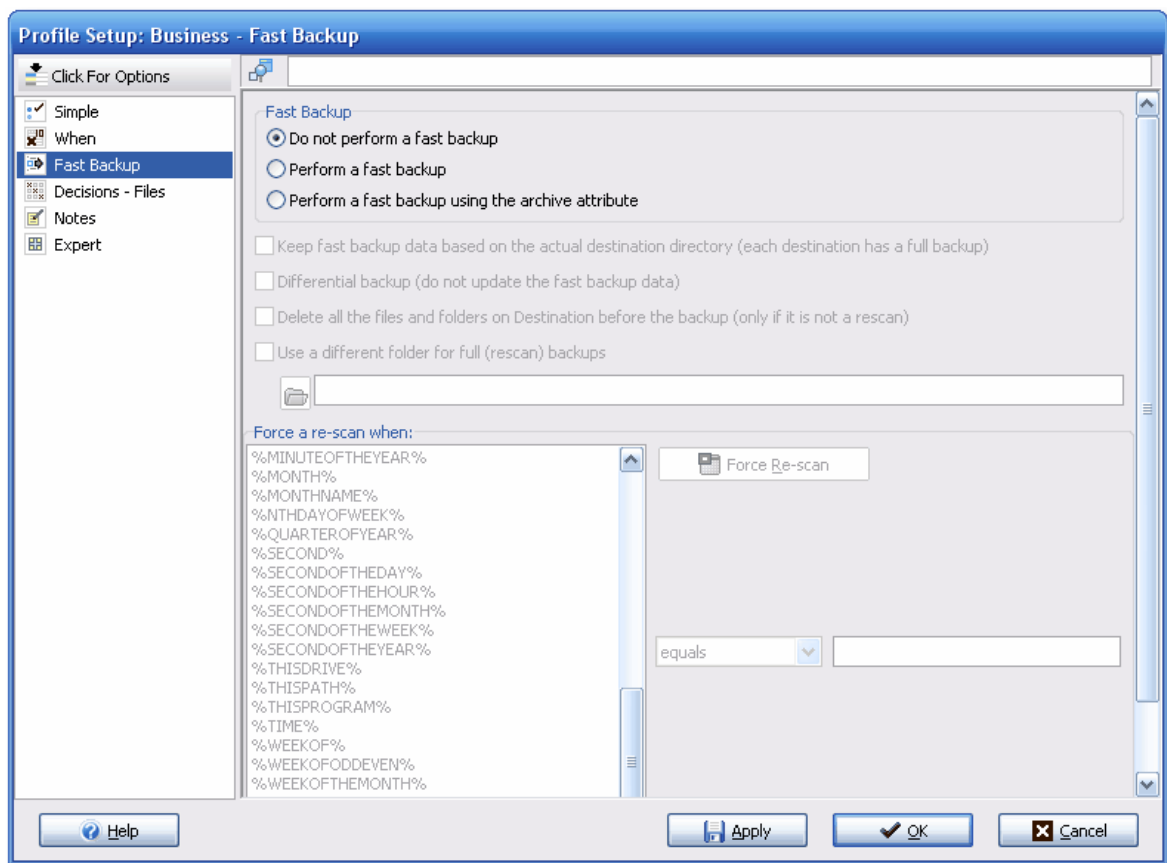 Profile Setup: Business - Fast Backup
Click For Options
Simple
When
Fast Backup
Decisions - Files
Notes
Expert
Fast Backup
Do not perform a fast backup
Perform a fast backup
Perform a fast backup using the archive attribute
Keep fast backup data based on the actual destination directory (each destination has a full backup)
Differential backup (do not update the fast backup data)
Delete all the files and folders on Destination before the backup (only if it is not a rescan)
Use a different folder for full (rescan) backups
Force a re-scan when:
%MINUTEOFTHEYEAR%
%MONTH%
%MONTHNAME%
%NTHDAYOFWEEK%
%QUARTEROFYEAR%
%SECOND%
%SECONDOFTHEDAY%
%SECONDOFTHEHOUR%
%SECONDOFTHEMONTH%
%SECONDOFTHEWEEK%
%SECONDOFTHEYEAR%
%THISDRIVE%
%THISPATH%
%THISPROGRAM%
%TIME%
%WEEKOF%
%WEEKOFODDEVEN%
%WEEKOFTHEMONTH%
Force Re-scan
equals
Help
Apply
OK
Cancel